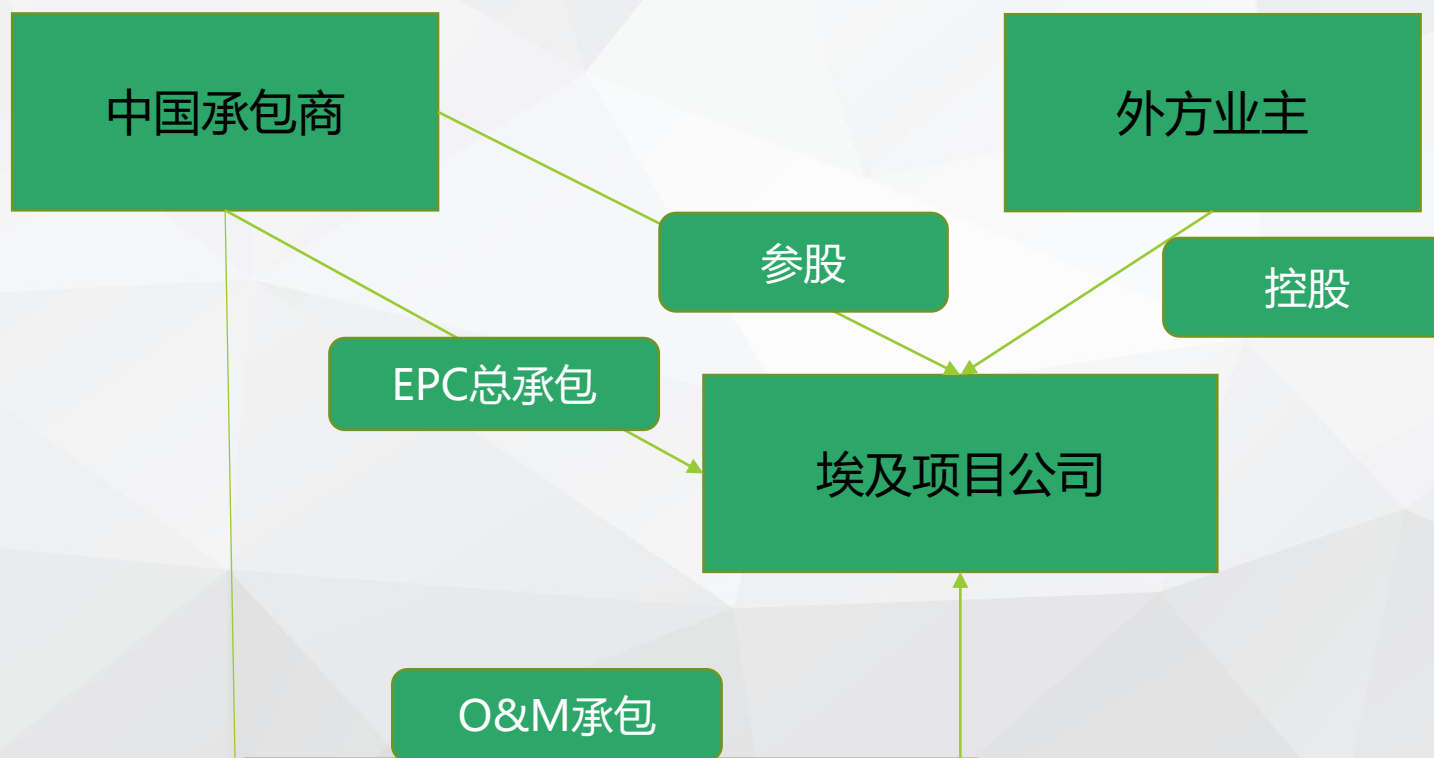 中国承包商
外方业主
参股
控股
EPC总承包
埃及项目公司
O&M承包